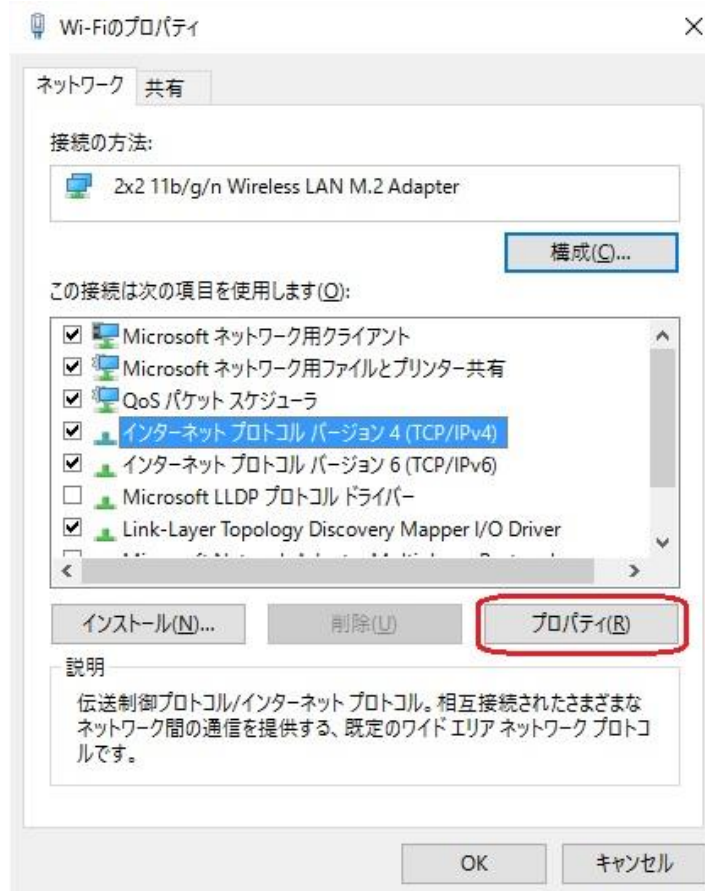 Wi-Fiのプロパティ
ネットワーク 共有
接続の方法:
2x2 11b/g/n Wireless LAN M.2 Adapter
構成(C)...
この接続は次の項目を使用します(O):
Microsoft ネットワーク用クライアント
Microsoft ネットワーク用ファイルとプリンター共有
QoS パケット スケジューラ
インターネット プロトコル バージョン 4 (TCP/IPv4)
インターネット プロトコル バージョン 6 (TCP/IPv6)
Microsoft LLDP プロトコル ドライバー
Link-Layer Topology Discovery Mapper I/O Driver
インストール(N)... 削除(U) プロパティ(R)
説明
伝送制御プロトコル/インターネット プロトコル。相互接続されたさまざまな
ネットワーク間の通信を提供する、既定のワイド エリア ネットワーク プロトコ
ルです。
OK キャンセル